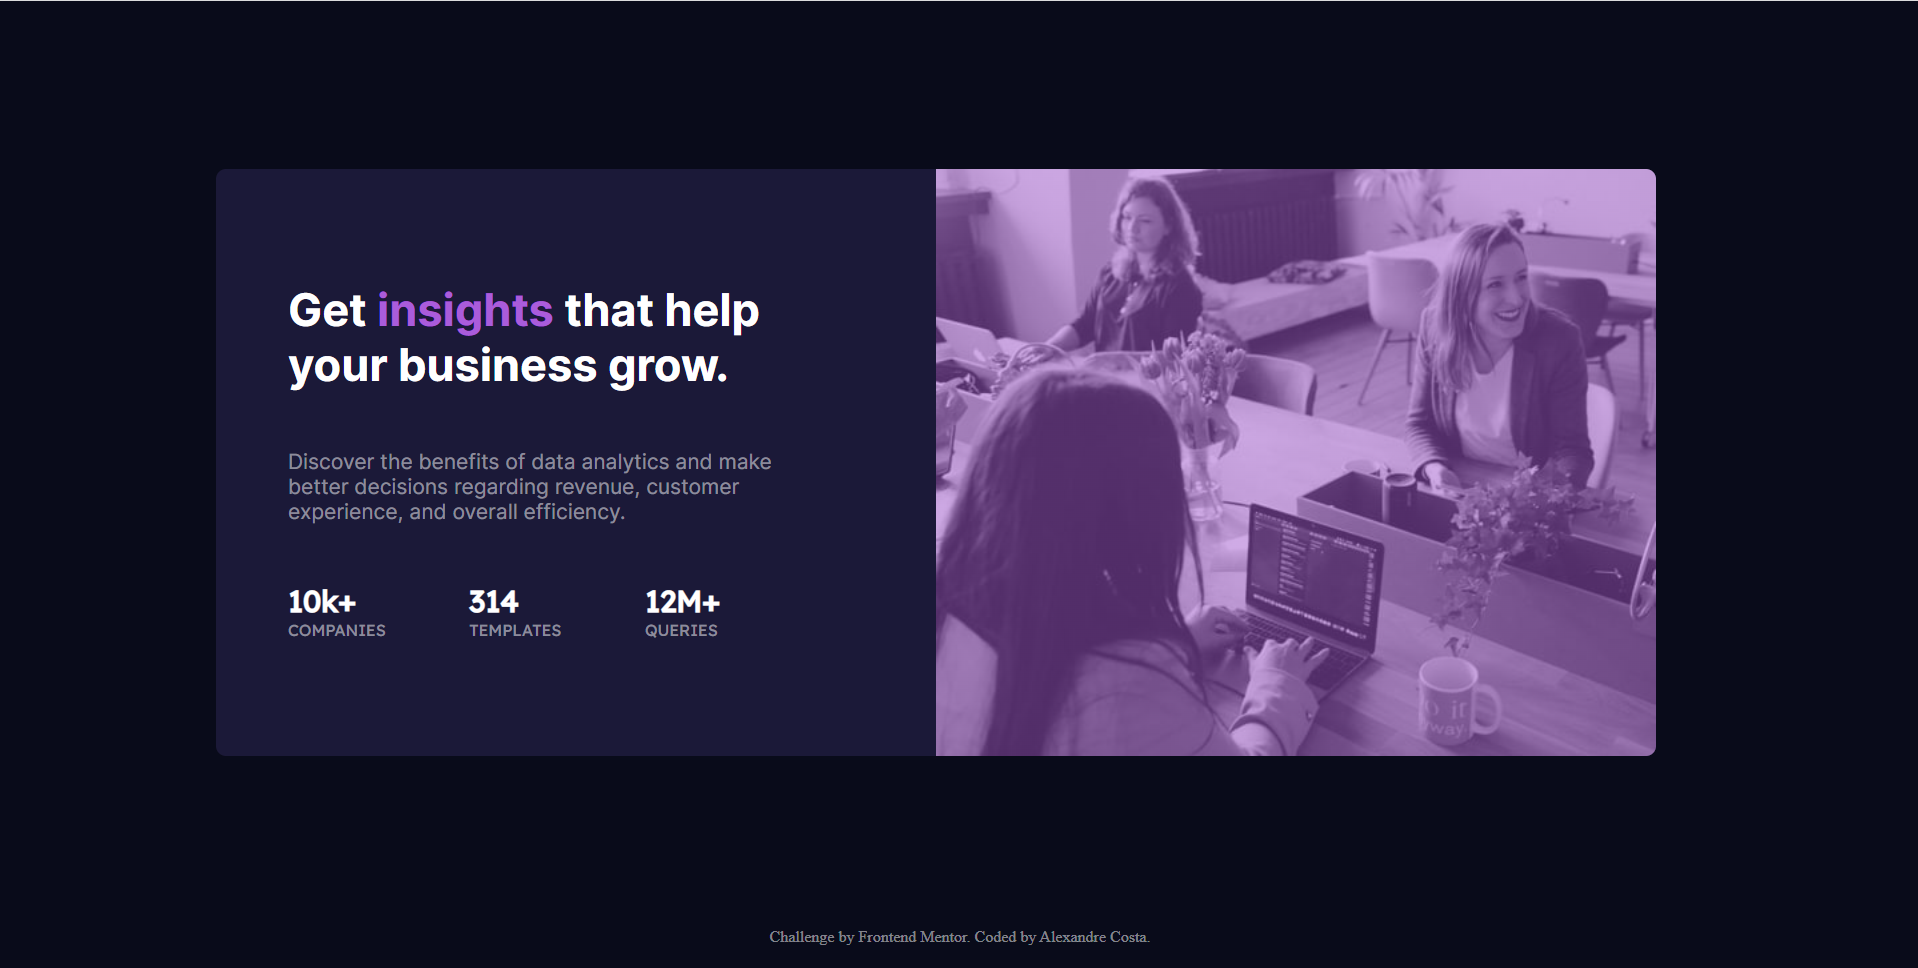 Get insights that help
your business grow.
Discover the benefits of data analytics and make
better decisions regarding revenue, customer
experience, and overall efficiency.
10k+ 314 12M+
COMPANIES TEMPLATES QUERIES
it
way.
Challenge by Frontend Mentor. Coded by Alexandre Costa.